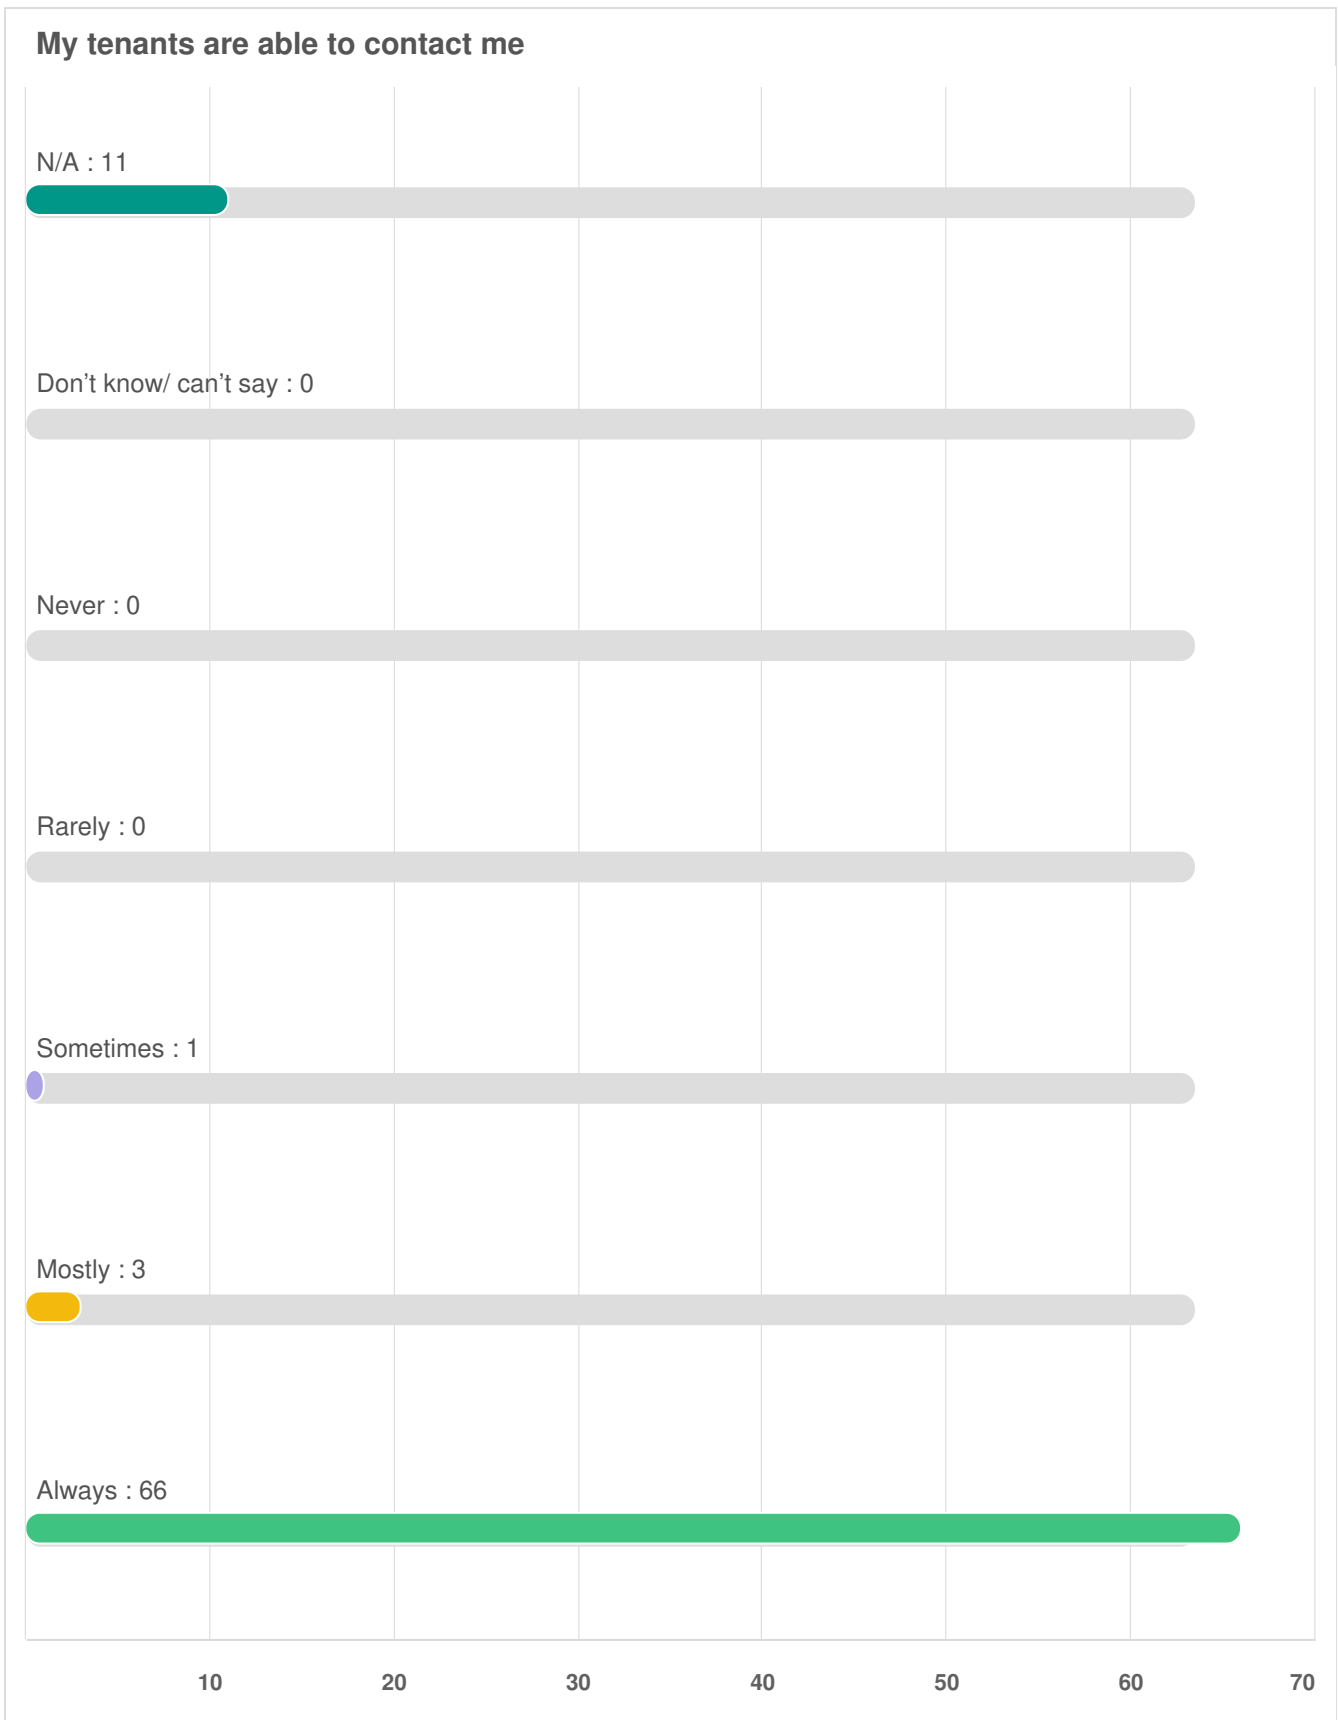 My tenants are able to contact me
N/A : 11
Don’t know/ can’t say : 0
Never : 0
Rarely : 0
Sometimes : 1
Mostly : 3
Always : 66
10 20 30 40 50 60 70